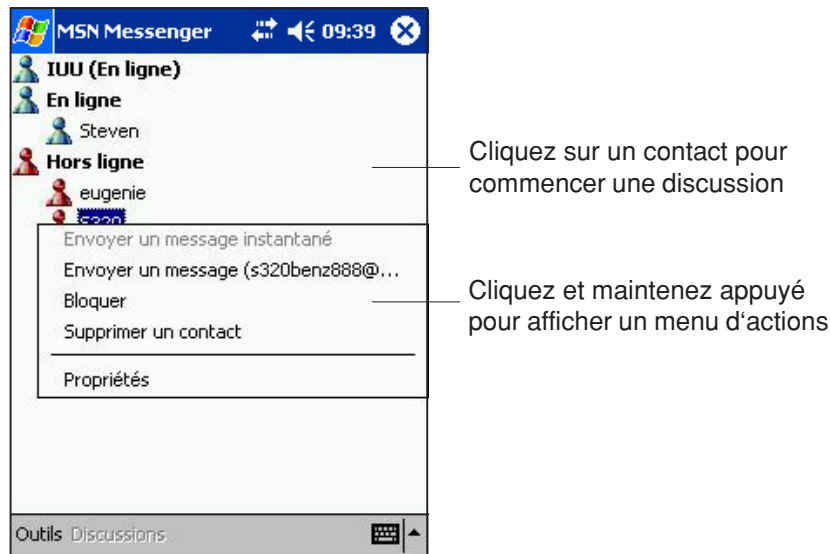 MSN Messenger 09:39
IUU (En ligne)
En ligne
Steven
Hors ligne
eugenie
s320
Envoyer un message instantané
Envoyer un message (s320benz888@...
Bloquer
Supprimer un contact
Propriétés
Outils Discussions
Cliquez sur un contact pour
commencer une discussion
Cliquez et maintenez appuyé
pour afficher un menu d‘actions